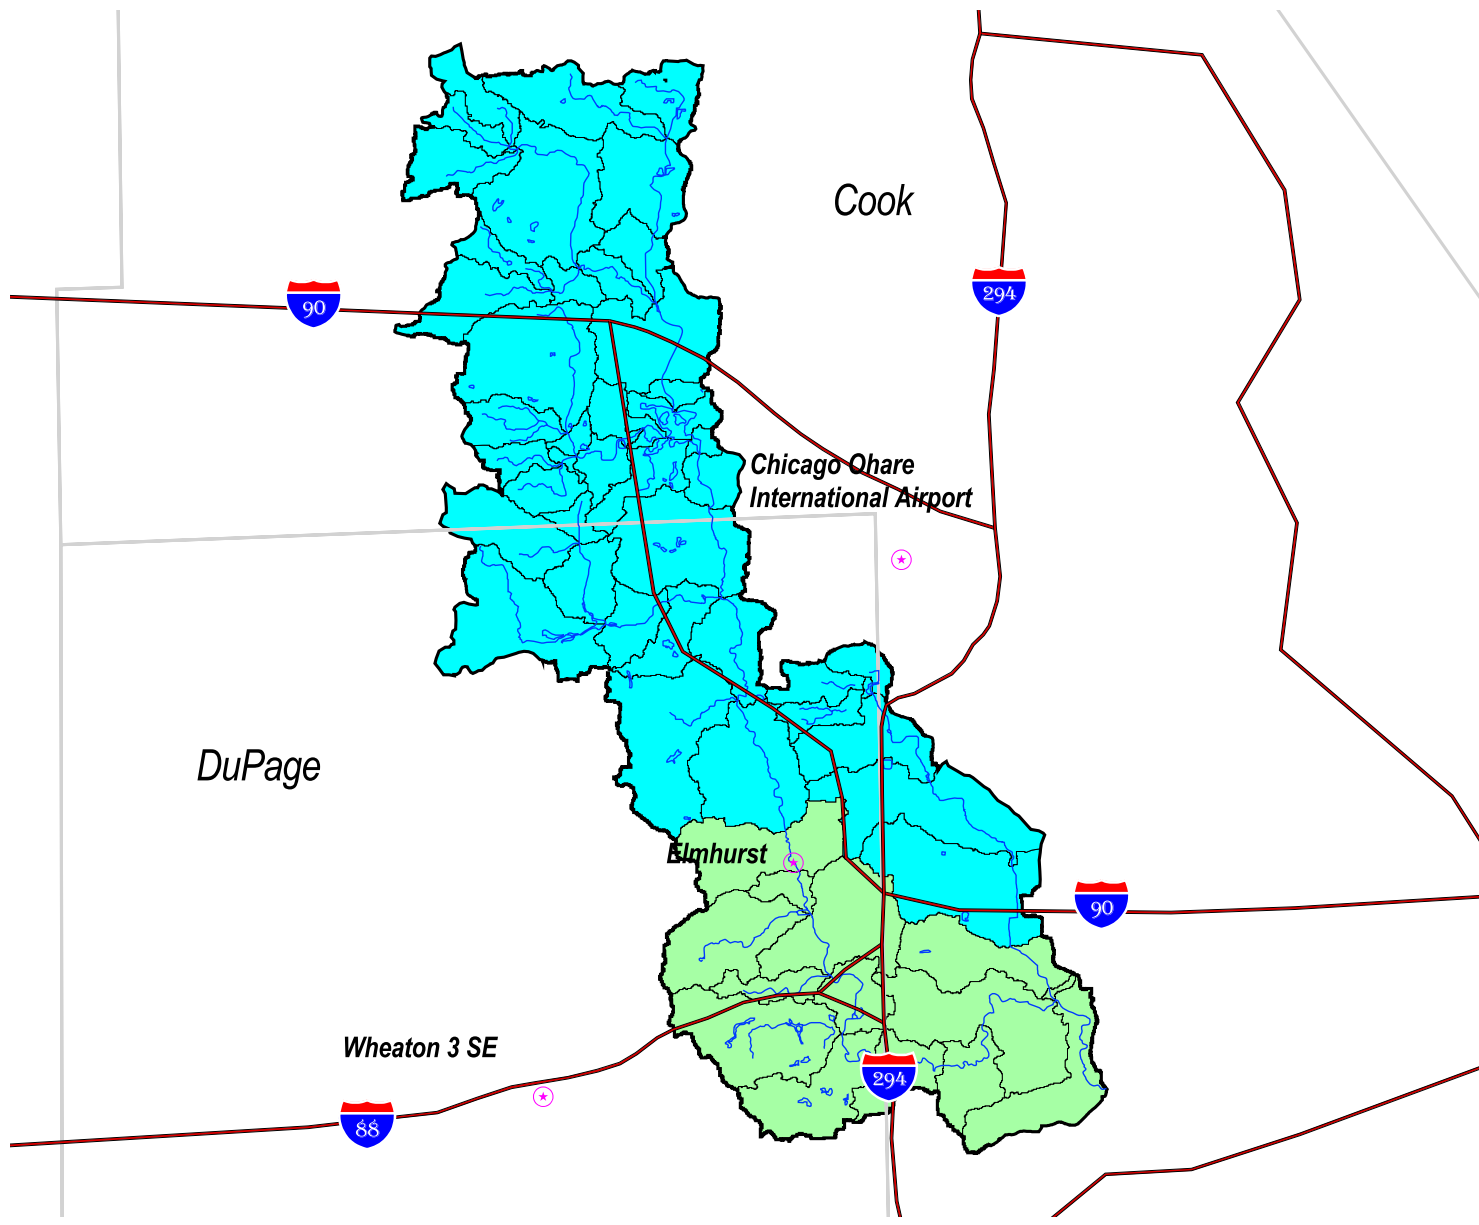 Cook
294
90
Chicago Ohare
International Airport
DuPage
Elmhurst
90
Wheaton 3 SE
294
88